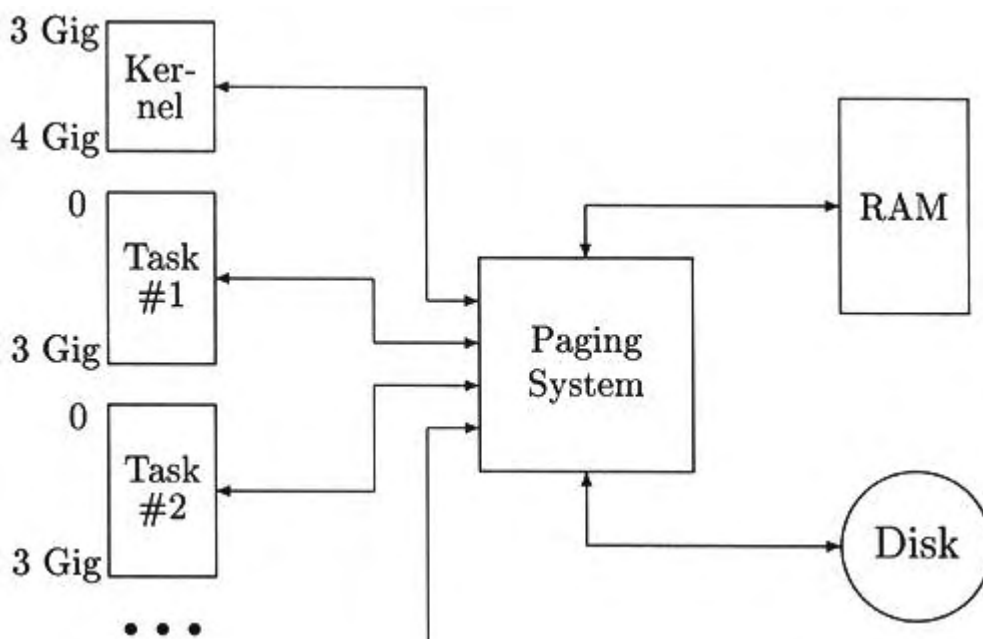 3 Gig
Ker-
nel
4 Gig
0
Task
#1
3 Gig
0
Task
#2
3 Gig
• • •
Paging
System
RAM
Disk